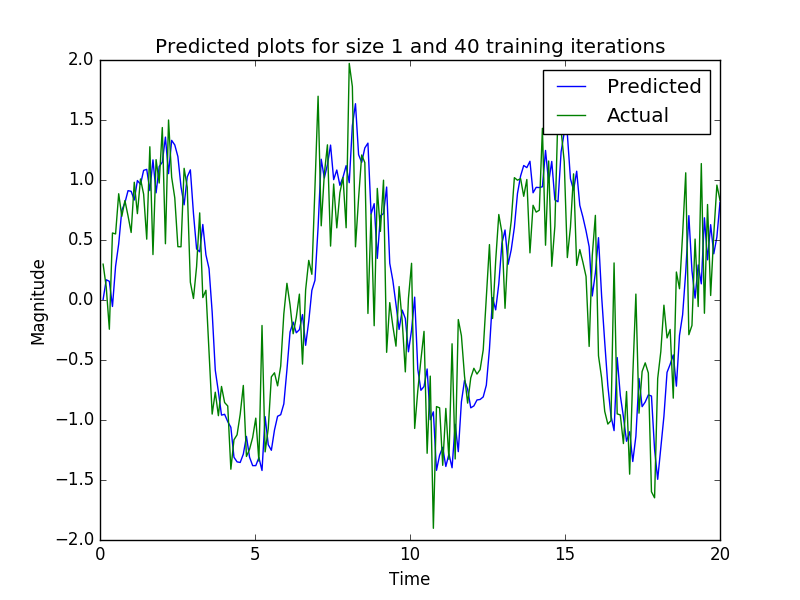 Predicted plots for size 1 and 40 training iterations
Predicted
Actual
2.0
1.5
1.0
0.5
0.0
−0.5
−1.0
−1.5
−2.0
Magnitude
0
5
10
15
20
Time